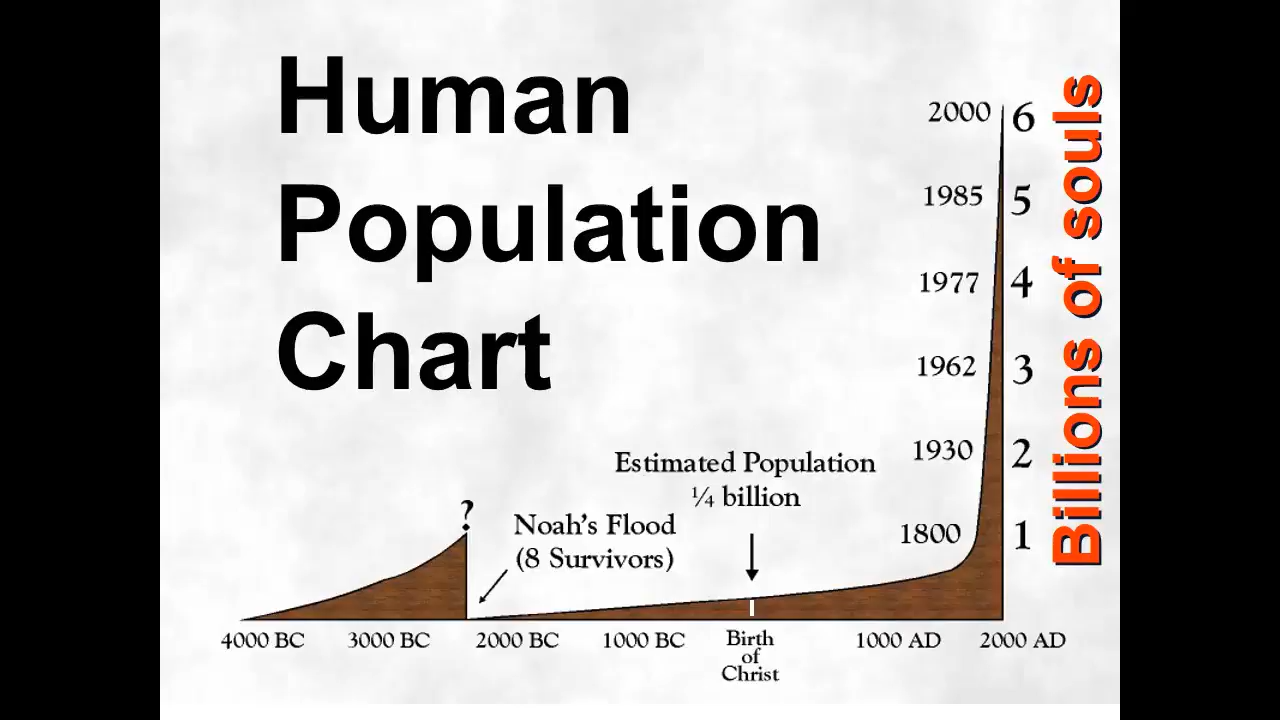 Human
Population
Chart
Billions of souls
2000 6
1985 5
1977 4
1962 3
1930 2
1800 1
Estimated Population
¼ billion
?
Noah's Flood
(8 Survivors)
4000 BC 3000 BC 2000 BC 1000 BC Birth of Christ 1000 AD 2000 AD